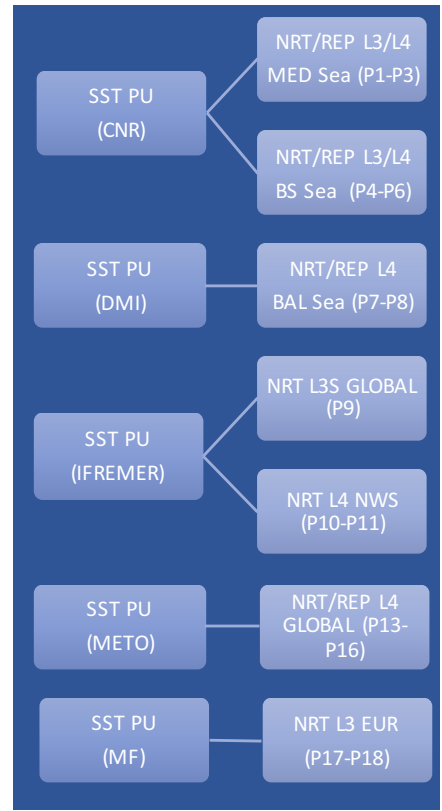 SST PU
(CNR)
NRT/REP L3/L4
MED Sea (P1-P3)
NRT/REP L3/L4
BS Sea (P4-P6)
SST PU
(DMI)
NRT/REP L4
BAL Sea (P7-P8)
SST PU
(IFREMER)
NRT L3S GLOBAL
(P9)
NRT L4 NWS
(P10-P11)
SST PU
(METO)
NRT/REP L4
GLOBAL (P13-
P16)
SST PU
(MF)
NRT L3 EUR
(P17-P18)